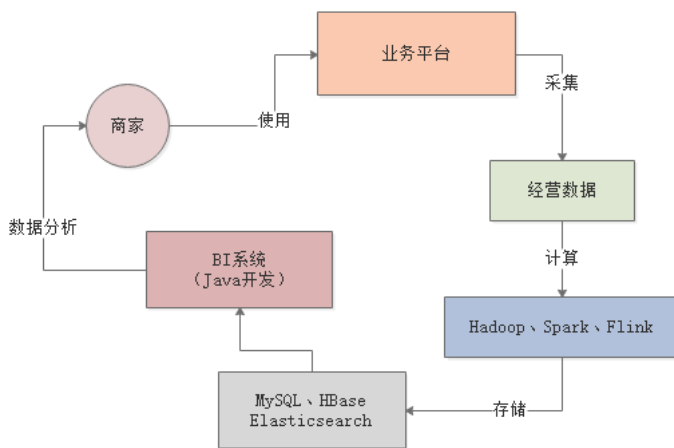 业务平台
采集
商家
使用
经营数据
数据分析
BI系统
（Java开发）
计算
Hadoop、Spark、Flink
MySQL、HBase
Elasticsearch
存储